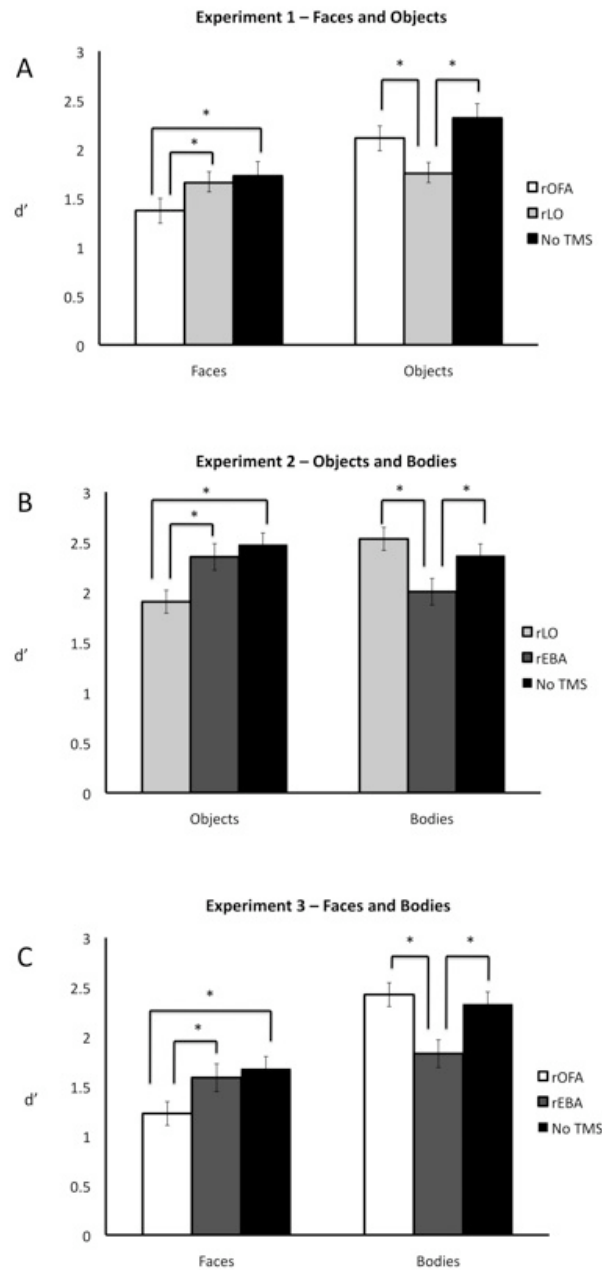 Experiment 1 – Faces and Objects
A
3
2.5
2
1.5
1
0.5
0
d'
*
*
*
*
rOFA
rLO
No TMS
Faces
Objects
Experiment 2 – Objects and Bodies
B
3
2.5
2
1.5
1
0.5
0
d'
*
*
*
*
rLO
rEBA
No TMS
Objects
Bodies
Experiment 3 – Faces and Bodies
C
3
2.5
2
1.5
1
0.5
0
d'
*
*
*
*
rOFA
rEBA
No TMS
Faces
Bodies